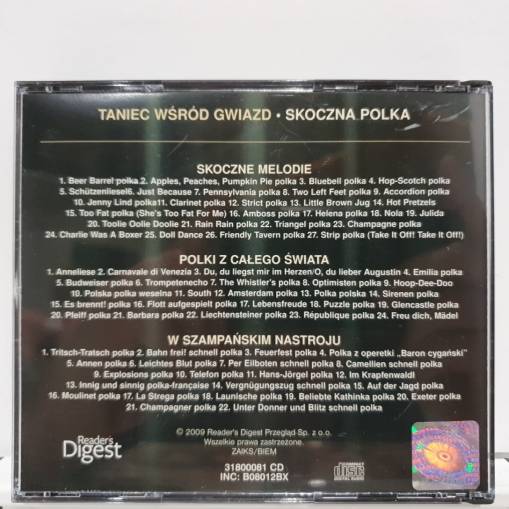 TANIEC WŚRÓD GWIAZD • SKOCZNA POLKA
SKOCZNE MELODIE
1. Beer Barrel polka 2. Apples, Peaches, Pumpkin Pie polka 3. Bluebell polka 4. Hop-Scotch polka
5. Schützenliesel6. Just Because 7. Pennsylvania polka 8. Two Left Feet polka 9. Accordion polka
10. Jenny Lind polka11. Clarinet polka 12. Strict polka 13. Little Brown Jug 14. Hot Pretzels
15. Too Fat polka (She's Too Fat For Me) 16. Amboss polka 17. Helena polka 18. Nola 19. Julida
20. Toolie Oolie Doolie 21. Rain Rain polka 22. Triangel polka 23. Champagne polka
24. Charlie Was A Boxer 25. Doll Dance 26. Friendly Tavern polka 27. Strip polka (Take It Off! Take It Off!)
POLKI Z CAŁEGO ŚWIATA
1. Anneliese 2. Carnavale di Venezia 3. Du, du liegst mir im Herzen/O, du lieber Augustin 4. Emilia polka
5. Budweiser polka 6. Trompetenecho 7. The Whistler's polka 8. Optimisten polka 9. Hoop-Dee-Doo
10. Polska polka weselna 11. South 12. Amsterdam polka 13. Polka polska 14. Sirenen polka
15. Es brennt! polka 16. Flott aufgespielt polka 17. Lebensfreude 18. Puzzle polka 19. Glencastle polka
20. Pfeiff polka 21. Barbara polka 22. Liechtensteiner polka 23. République polka 24. Freu dich, Mädel
W SZAMPAŃSKIM NASTROJU
1. Tritsch-Tratsch polka 2. Bahn frei! schnell polka 3. Feuerfest polka 4. Polka z operetki „Baron cygański"
5. Annen polka 6. Leichtes Blut polka 7. Per Eilboten schnell polka 8. Camellien schnell polka
9. Explosions polka 10. Telefon polka 11. Hans-Jörgel polka 12. Im Krapfenwaldl
13. Innig und sinnig polka-française 14. Vergnügungszug schnell polka 15. Auf der Jagd polka
16. Moulinet polka 17. La Strega polka 18. Launische polka 19. Beliebte Kathinka polka 20. Exeter polka
21. Champagner polka 22. Unter Donner und Blitz schnell polka
© 2009 Reader's Digest Przegląd Sp. z o.o.
Wszelkie prawa zastrzeżone.
ZAIKS/BIEM
31800081 CD
INC: B08012BX
Reader's
Digest
COMPACT
disc
DIGITAL AUDIO